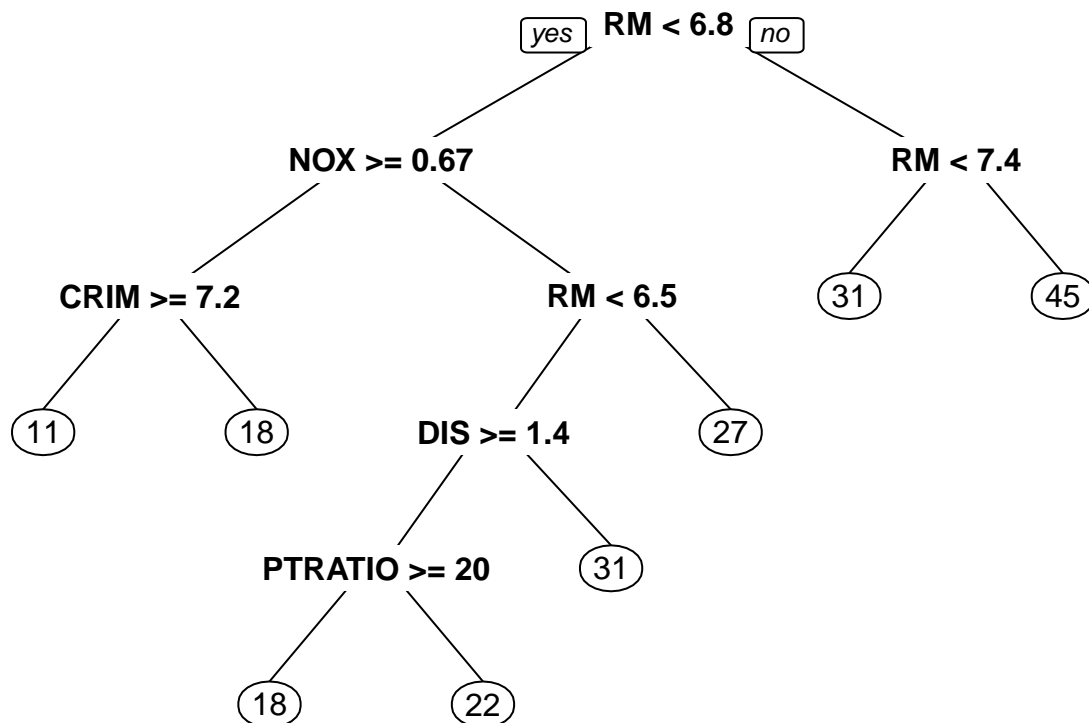 yes RM < 6.8 no
NOX >= 0.67 RM < 7.4
CRIM >= 7.2 RM < 6.5 31 45
11 18 DIS >= 1.4 27
PTRATIO >= 20 31
18 22